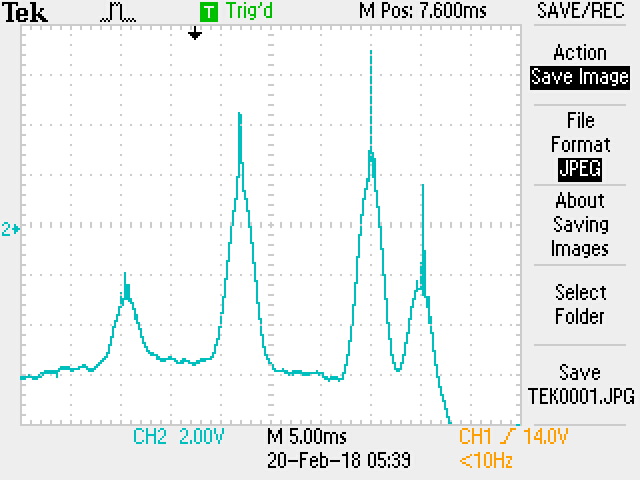 Tek T Trig'd M Pos: 7.600ms SAVE/REC
Action
Save Image
File
Format
JPEG
About
Saving
Images
2
Select
Folder
Save
TEK0001.JPG
CH2 2.00V M 5.00ms CH1 14.0V
20-Feb-18 05:39 <10Hz